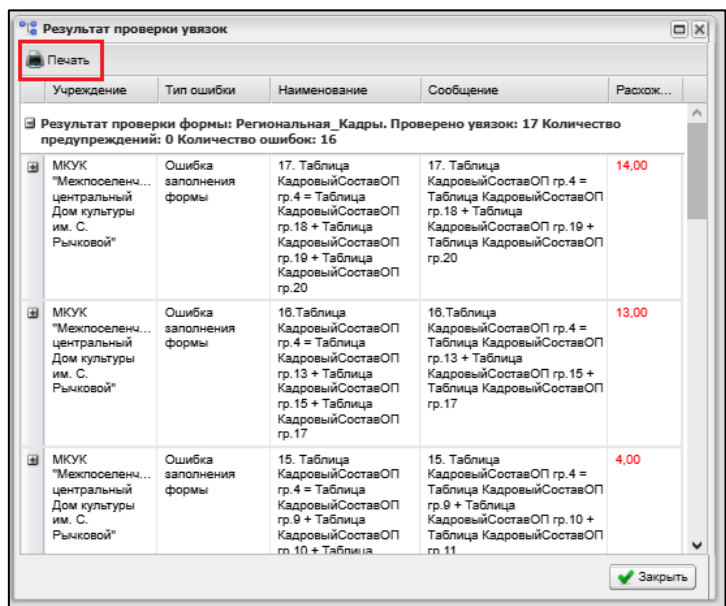 Результат проверки увязок
Печать
Учреждение Тип ошибки Наименование Сообщение Расхож...
Результат проверки формы: Региональная_Кадры. Проверено увязок: 17 Количество
предупреждений: 0 Количество ошибок: 16
МКУК
"Межпоселенч...
центральный
Дом культуры
им. С.
Рычковой"
Ошибка
заполнения
формы
17. Таблица
КадровыйСоставОП
гр.4 = Таблица
КадровыйСоставОП
гр.18 + Таблица
КадровыйСоставОП
гр.19 + Таблица
КадровыйСоставОП
гр.20
17. Таблица
КадровыйСоставОП гр.4 =
Таблица КадровыйСоставОП
гр.18 + Таблица
КадровыйСоставОП гр.19 +
Таблица КадровыйСоставОП
гр.20
14,00
МКУК
"Межпоселенч...
центральный
Дом культуры
им. С.
Рычковой"
Ошибка
заполнения
формы
16.Таблица
КадровыйСоставОП
гр.4 = Таблица
КадровыйСоставОП
гр.13 + Таблица
КадровыйСоставОП
гр.15 + Таблица
КадровыйСоставОП
гр.17
16.Таблица
КадровыйСоставОП гр.4 =
Таблица КадровыйСоставОП
гр.13 + Таблица
КадровыйСоставОП гр.15 +
Таблица КадровыйСоставОП
гр.17
13,00
МКУК
"Межпоселенч...
центральный
Дом культуры
им. С.
Рычковой"
Ошибка
заполнения
формы
15. Таблица
КадровыйСоставОП
гр.4 = Таблица
КадровыйСоставОП
гр.9 + Таблица
КадровыйСоставОП
гр.10 + Таблица
15. Таблица
КадровыйСоставОП гр.4 =
Таблица КадровыйСоставОП
гр.9 + Таблица
КадровыйСоставОП гр.10 +
Таблица КадровыйСоставОП
гр.11
4,00
Закрыть